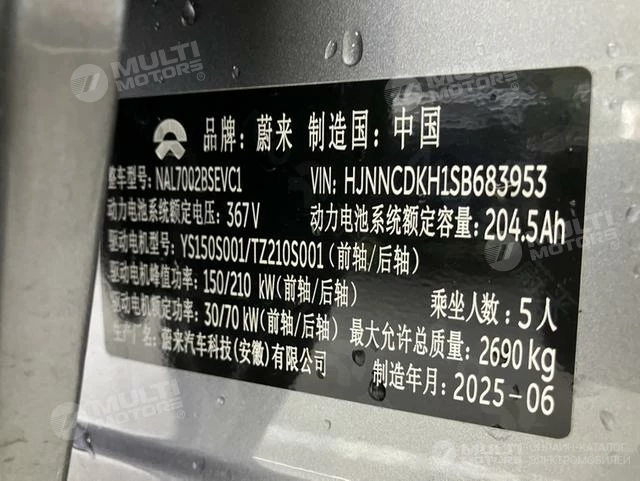 MULTI
MOTORS®
MULTI
MOTORS®
品牌: 蔚来 制造国: 中国
整车型号: NAL7002BSEVC1 VIN: HJNNCDKH1SB683953
动力电池系统额定电压: 367V 动力电池系统额定容量: 204.5Ah
驱动电机型号: YS150S001/TZ210S001 (前轴/后轴)
驱动电机峰值功率: 150/210 kW(前轴/后轴)
驱动电机额定功率: 30/70 kW(前轴/后轴) 乘坐人数: 5人
生产厂名: 蔚来汽车科技(安徽)有限公司 最大允许总质量: 2690kg
制造年月: 2025-06
MULTI
MOTORS®
MULTI
MOTORS
ОНЛАЙН-КАТАЛОГ
ЭЛЕКТРОМОБИЛЕЙ